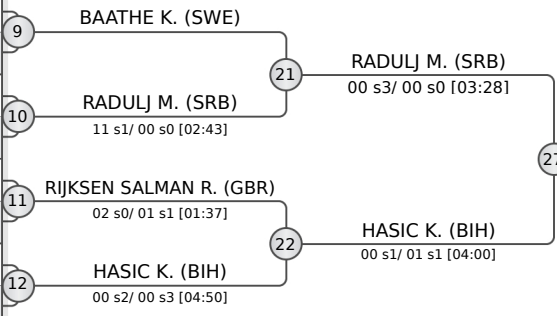 BAATHE K. (SWE)
9
21
RADULJ M. (SRB)
00 s3/ 00 s0 [03:28]
RADULJ M. (SRB)
10
11 s1/ 00 s0 [02:43]
27
RIJKSEN SALMAN R. (GBR)
11
02 s0/ 01 s1 [01:37]
22
HASIC K. (BIH)
00 s1/ 01 s1 [04:00]
HASIC K. (BIH)
12
00 s2/ 00 s3 [04:50]